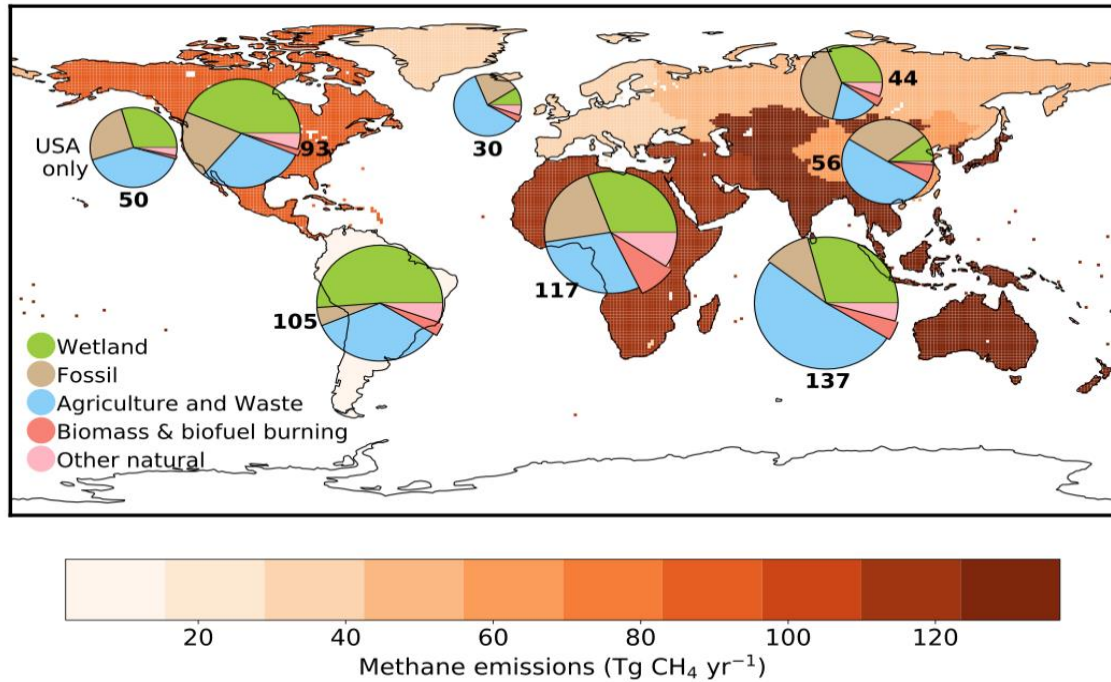 44
USA
only
93
30
56
50
117
105
137
Wetland
Fossil
Agriculture and Waste
Biomass & biofuel burning
Other natural
20 40 60 80 100 120
Methane emissions (Tg CH₄ yr⁻¹)